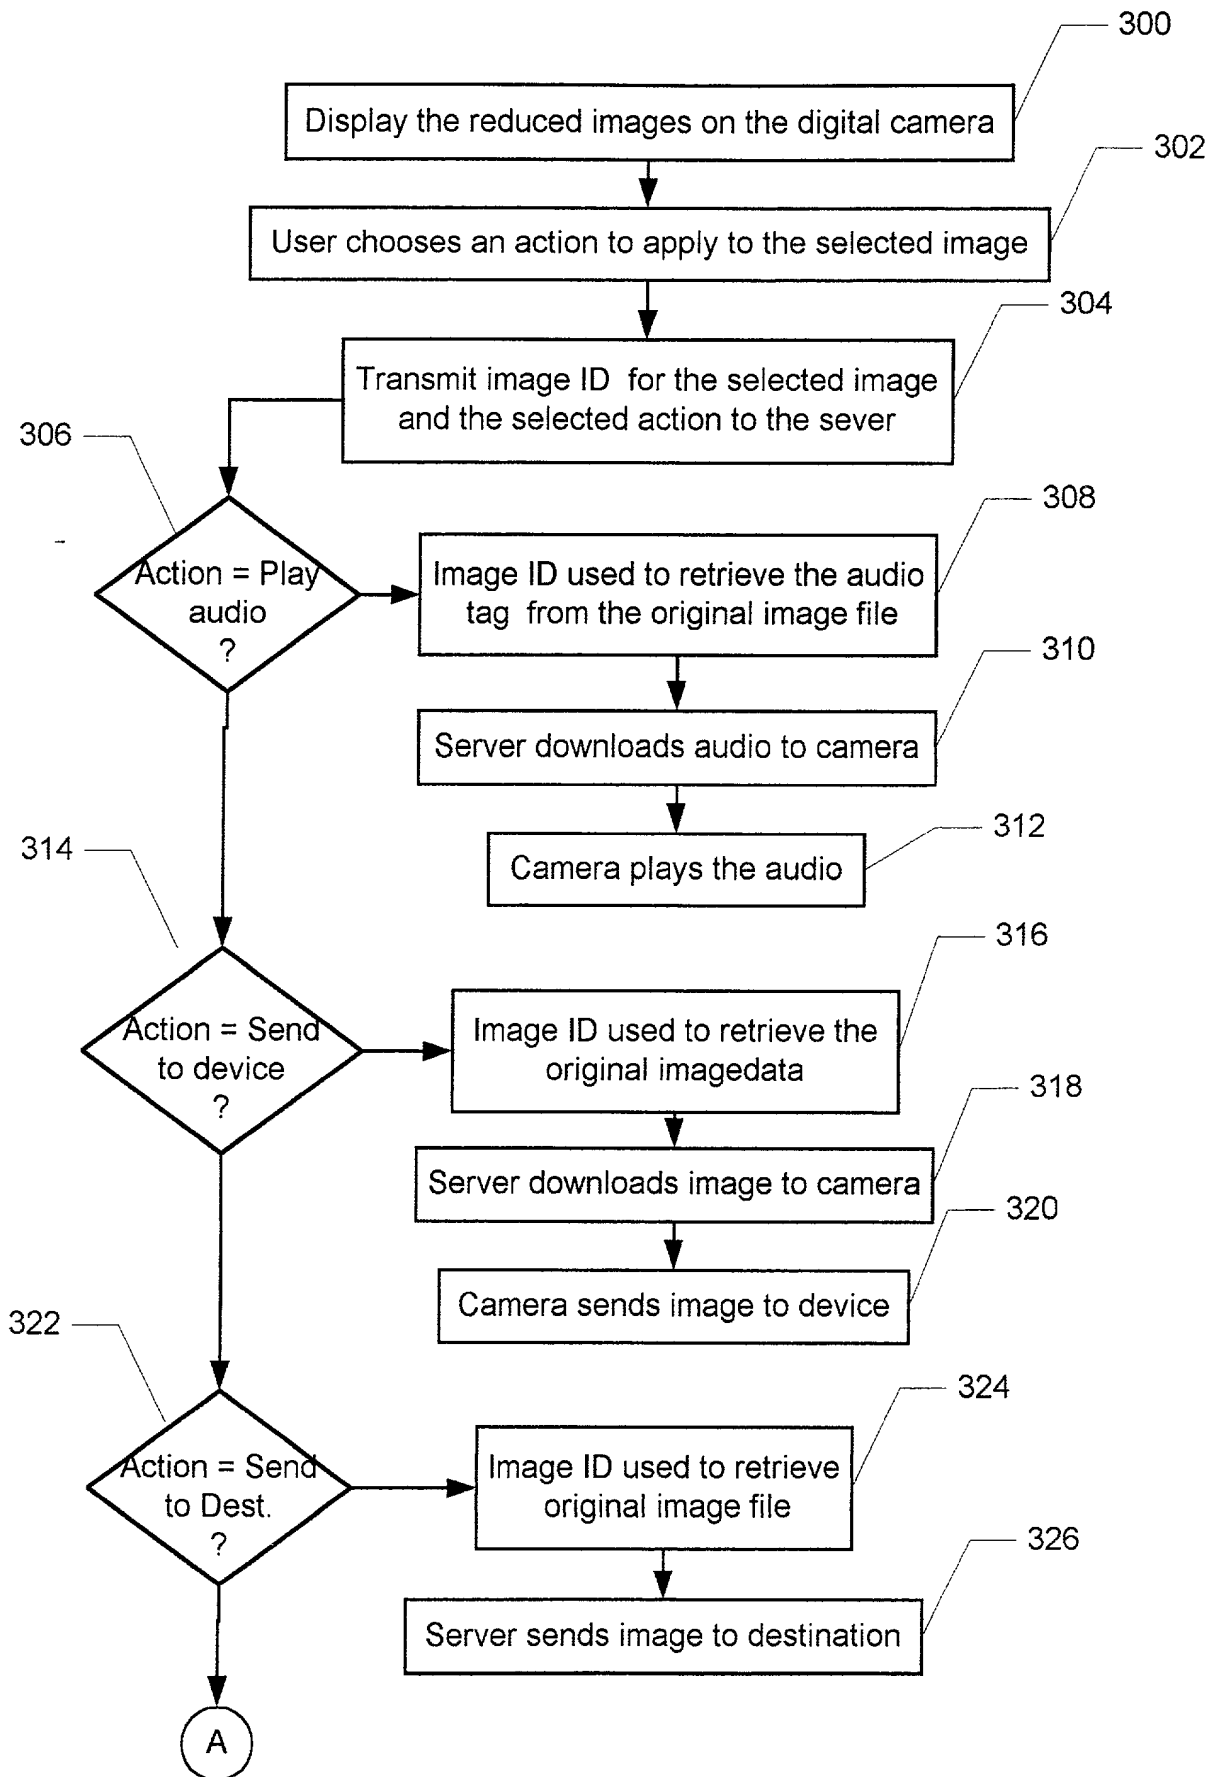 300
Display the reduced images on the digital camera
302
User chooses an action to apply to the selected image
304
Transmit image ID for the selected image
and the selected action to the sever
306
Action = Play
audio
?
308
Image ID used to retrieve the audio
tag from the original image file
310
Server downloads audio to camera
312
Camera plays the audio
314
Action = Send
to device
?
316
Image ID used to retrieve the
original imagedata
318
Server downloads image to camera
320
Camera sends image to device
322
Action = Send
to Dest.
?
324
Image ID used to retrieve
original image file
326
Server sends image to destination
A